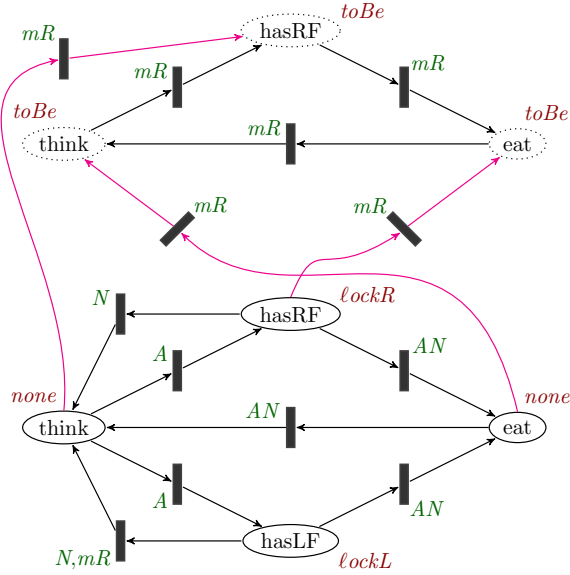 toBe
hasRF
mR
mR
mR
toBe
toBe
mR
think
eat
mR
mR
ℓockR
N
hasRF
A
AN
none
none
AN
think
eat
A
AN
hasLF
N,mR
ℓockL